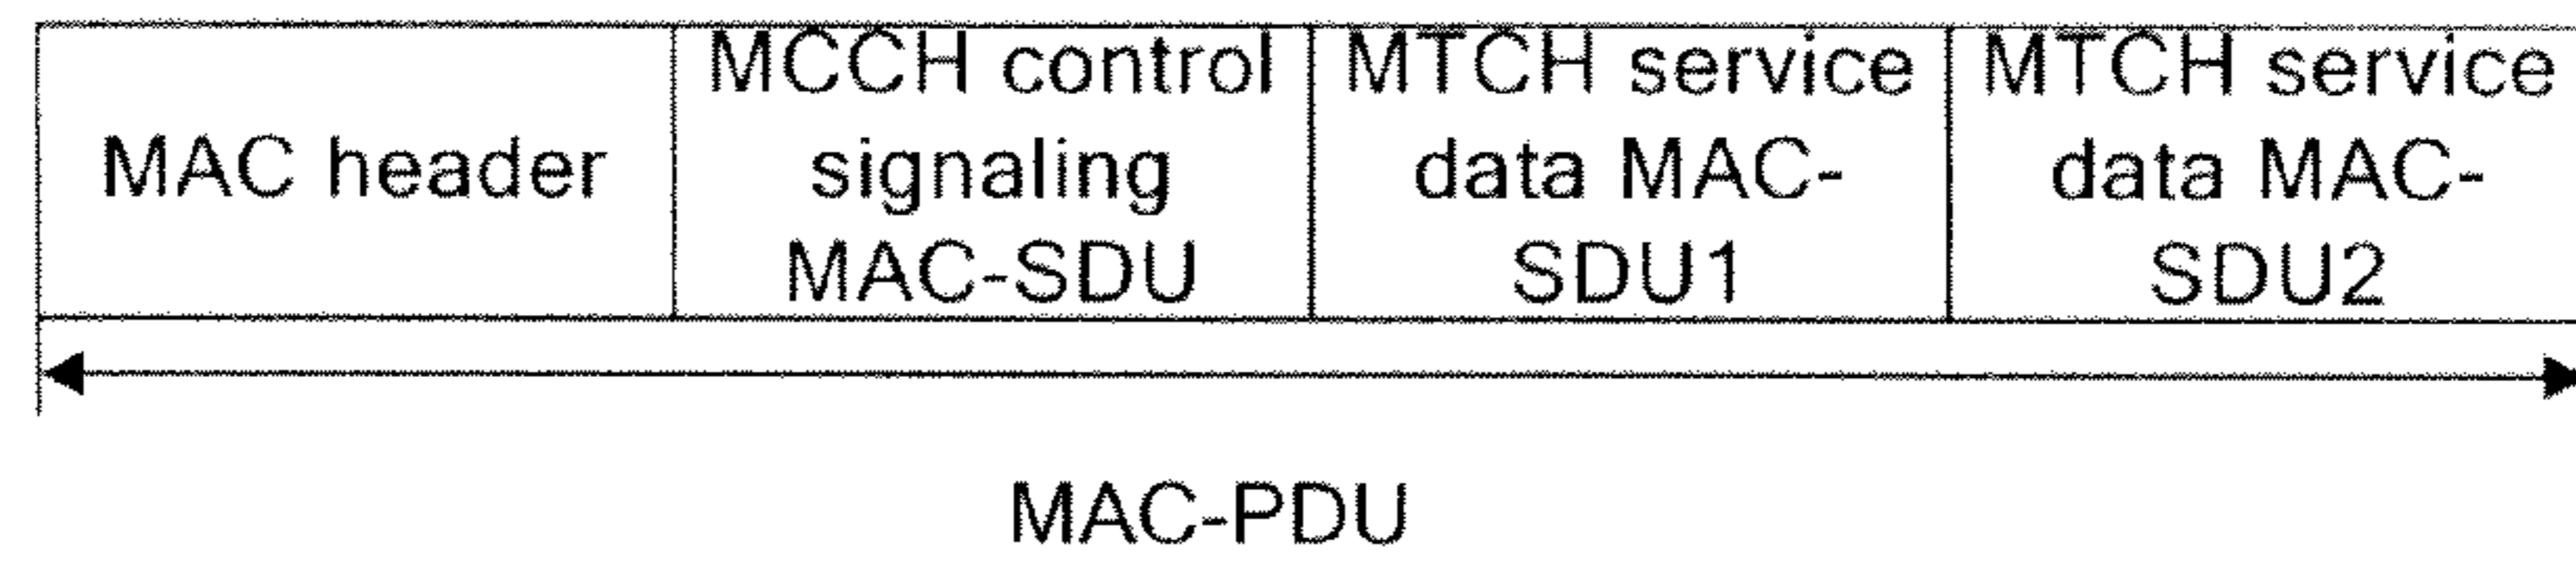 MAC header
MCCH control
signaling
MAC-SDU
MTCH service
data MAC-
SDU1
MTCH service
data MAC-
SDU2
MAC-PDU